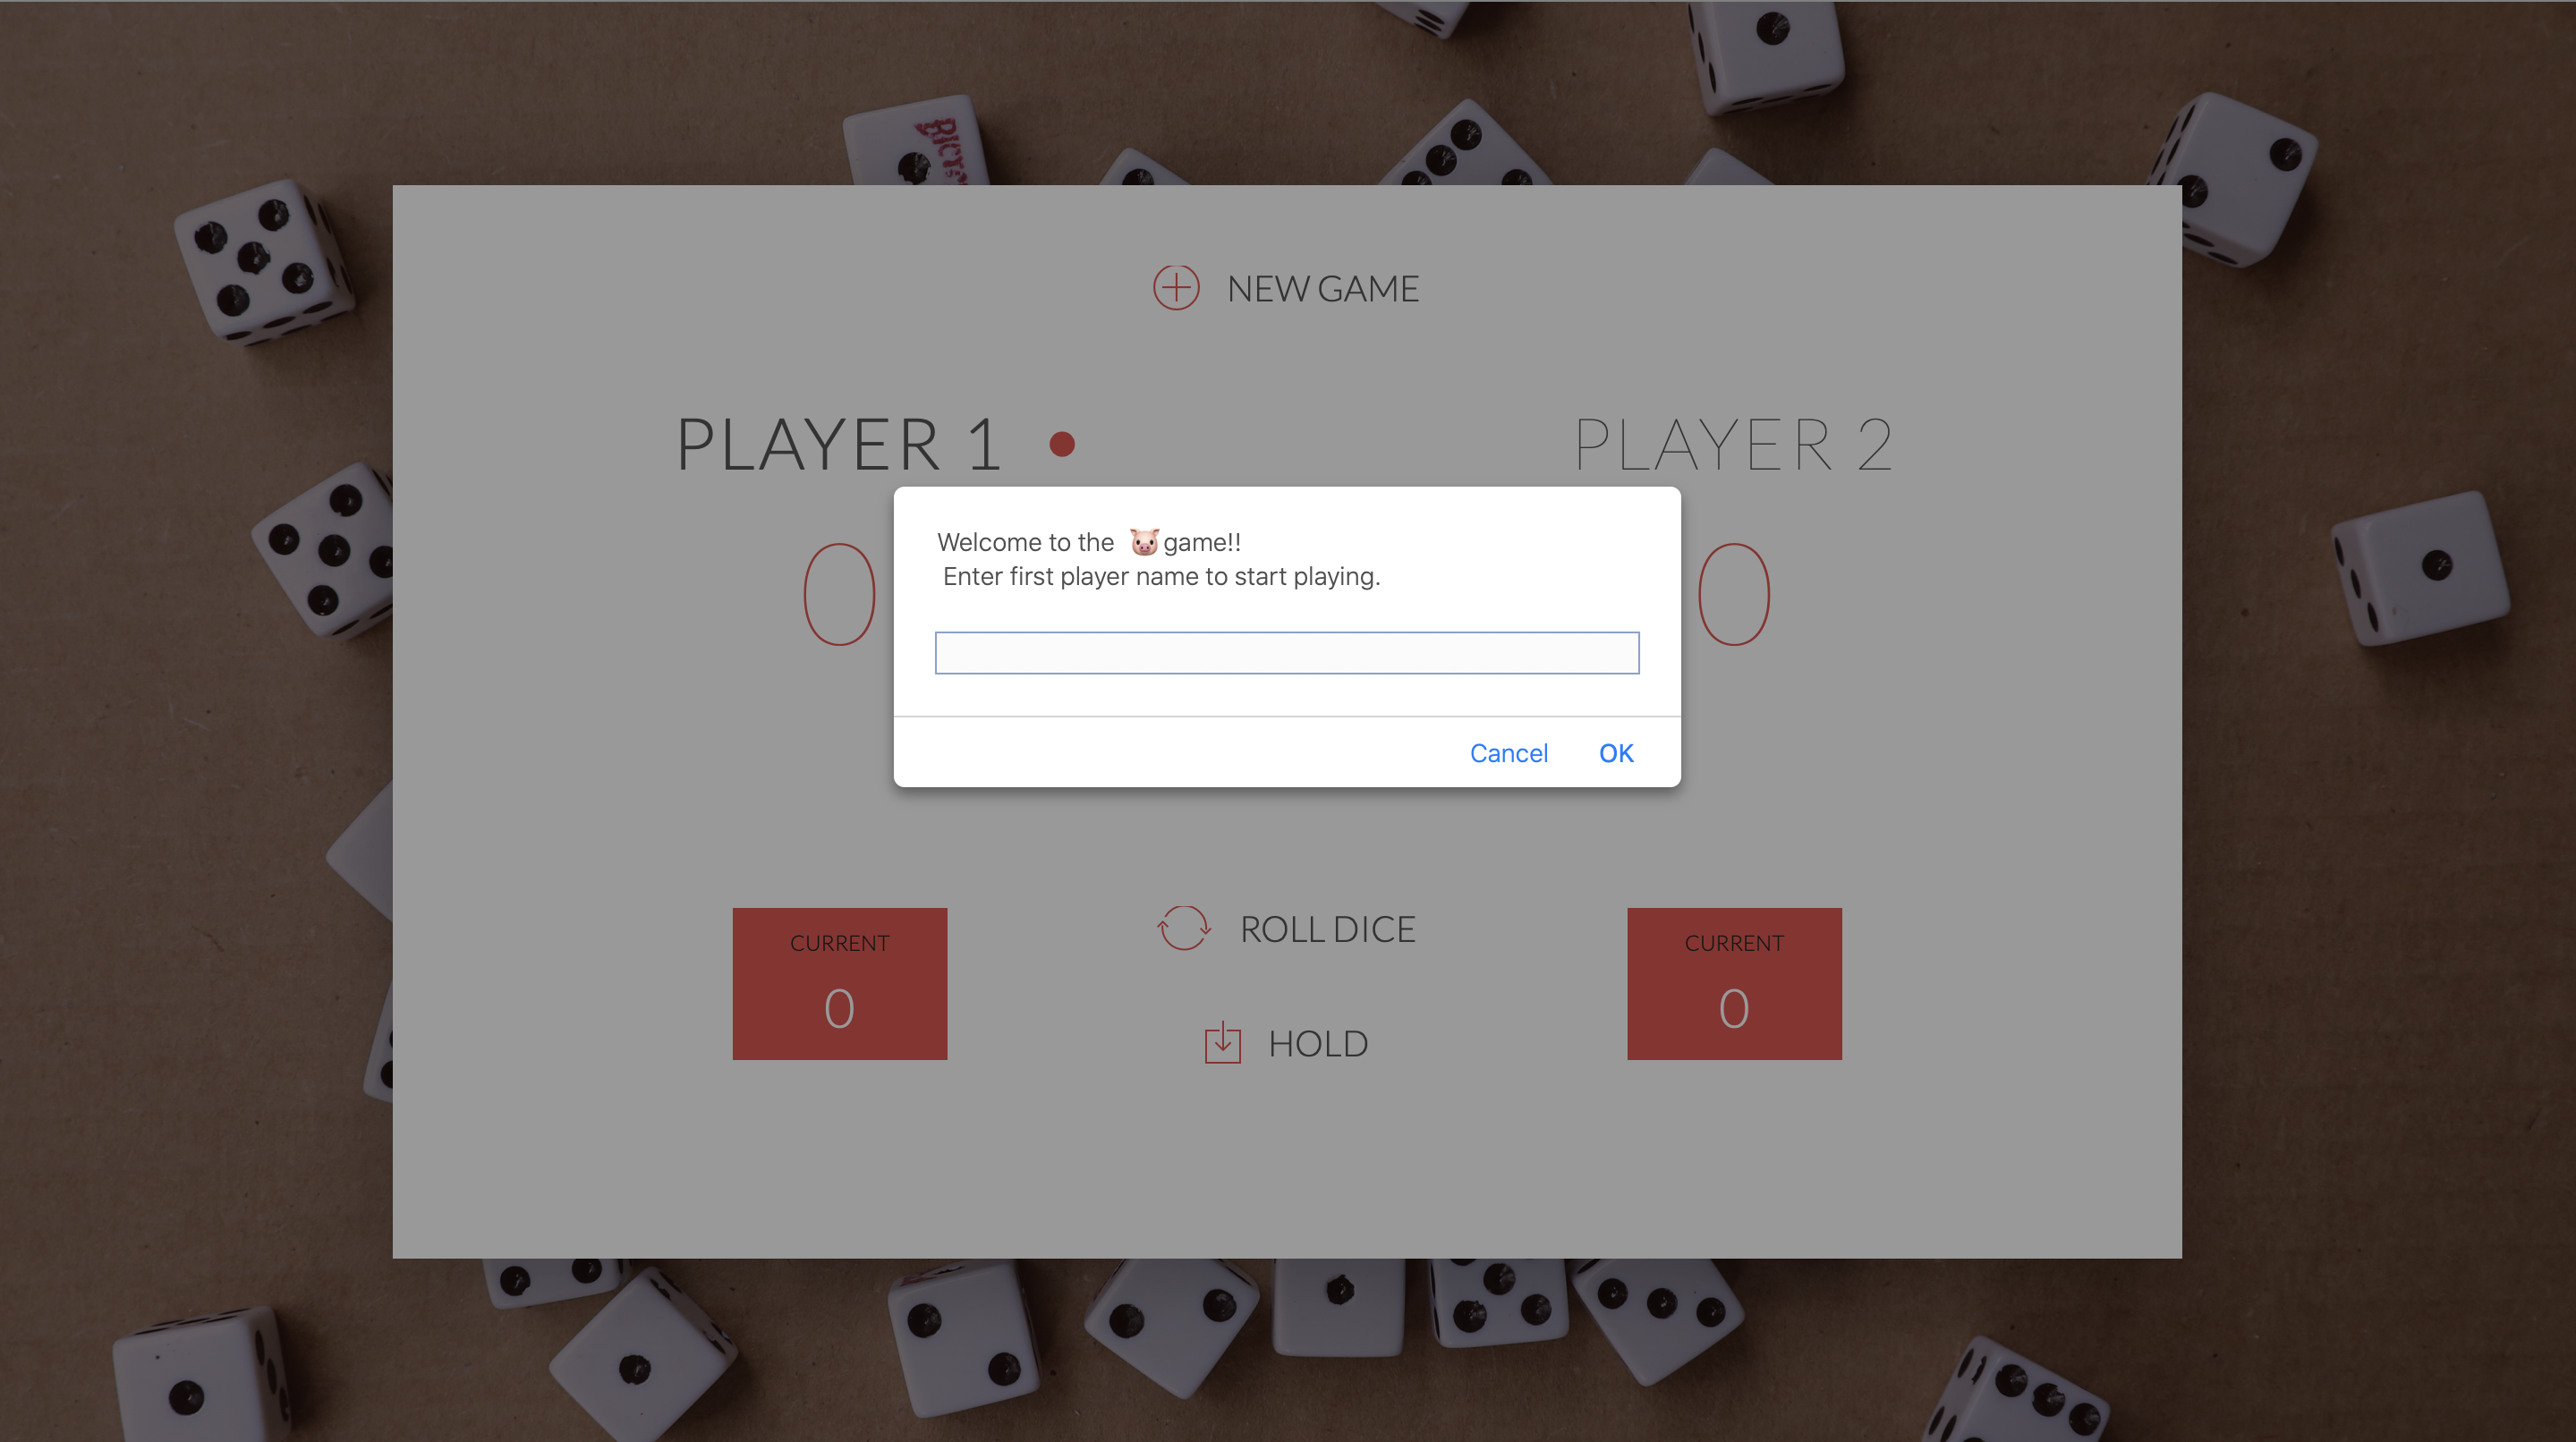 BICYC
NEW GAME
PLAYER 1
PLAYER 2
Welcome to the 🐷game!!
Enter first player name to start playing.
0
0
Cancel
OK
CURRENT
0
ROLL DICE
HOLD
CURRENT
0